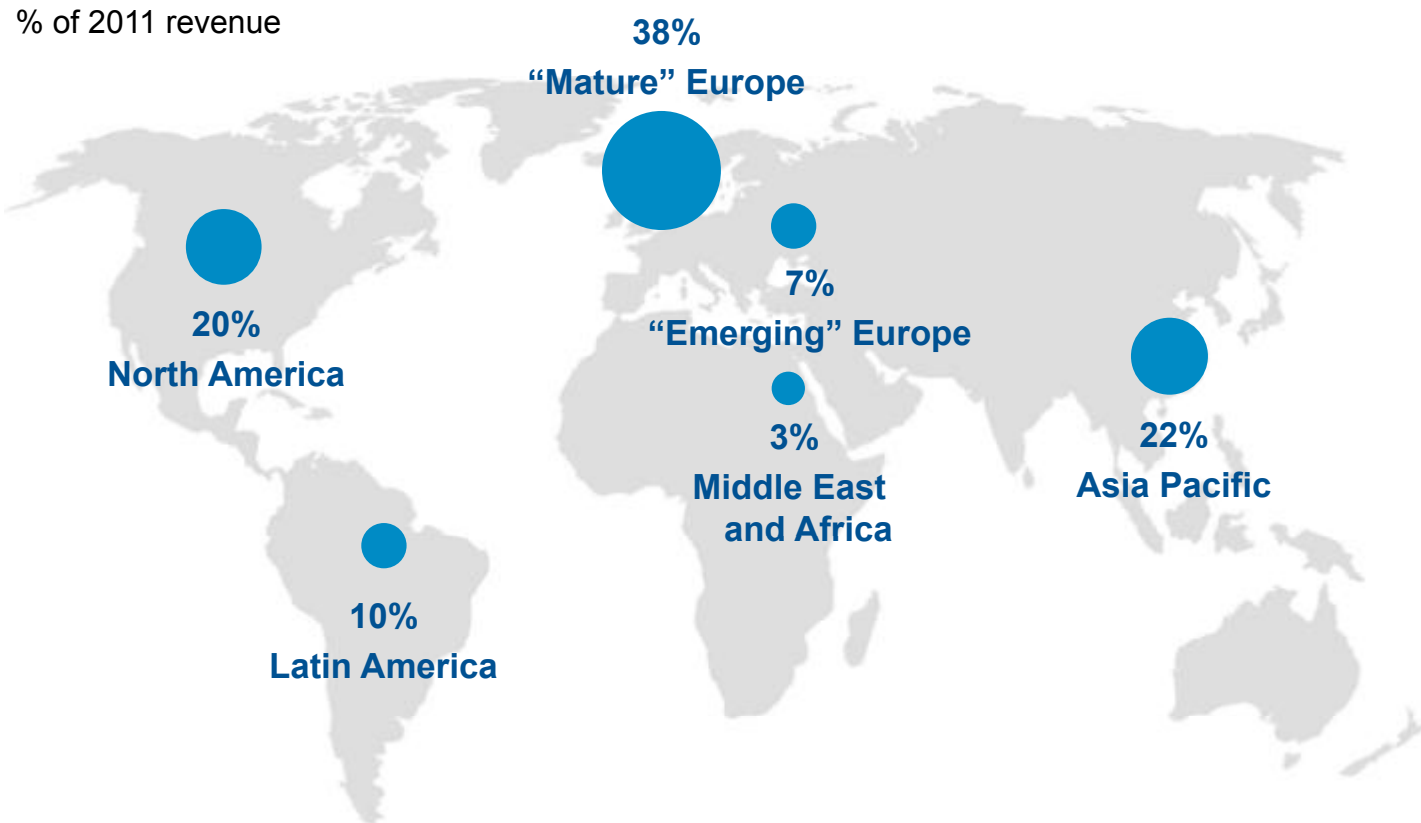 % of 2011 revenue
38%
“Mature” Europe
7%
“Emerging” Europe
20%
North America
3%
Middle East
and Africa
22%
Asia Pacific
10%
Latin America